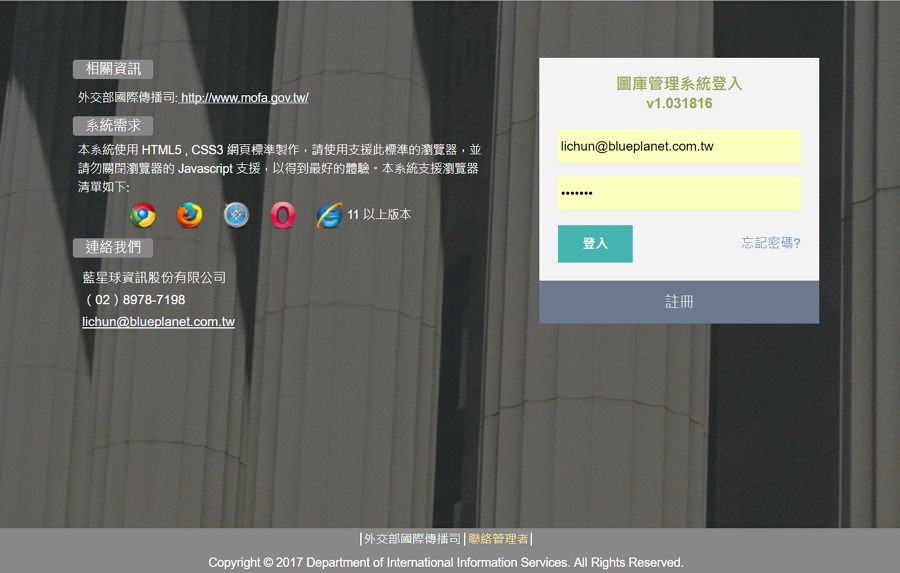 相關資訊
外交部國際傳播司: http://www.mofa.gov.tw/
系統需求
本系統使用 HTML5 , CSS3 網頁標準製作，請使用支援此標準的瀏覽器，並
請勿關閉瀏覽器的 Javascript 支援，以得到最好的體驗。本系統支援瀏覽器
清單如下:
11 以上版本
連絡我們
藍星球資訊股份有限公司
（02）8978-7198
lichun@blueplanet.com.tw
圖庫管理系統登入
v1.031816
lichun@blueplanet.com.tw
•••••••
登入 忘記密碼?
註冊
|外交部國際傳播司|聯絡管理者|
Copyright © 2017 Department of International Information Services. All Rights Reserved.